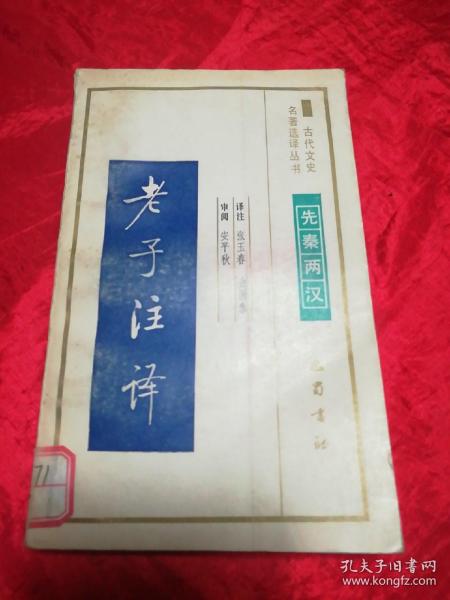 古代文史
名著选译丛书
先秦两汉
译注 张玉春
审阅 安平秋
老子注译
巴蜀书社
71
孔夫子旧书网
www.kongfz.com